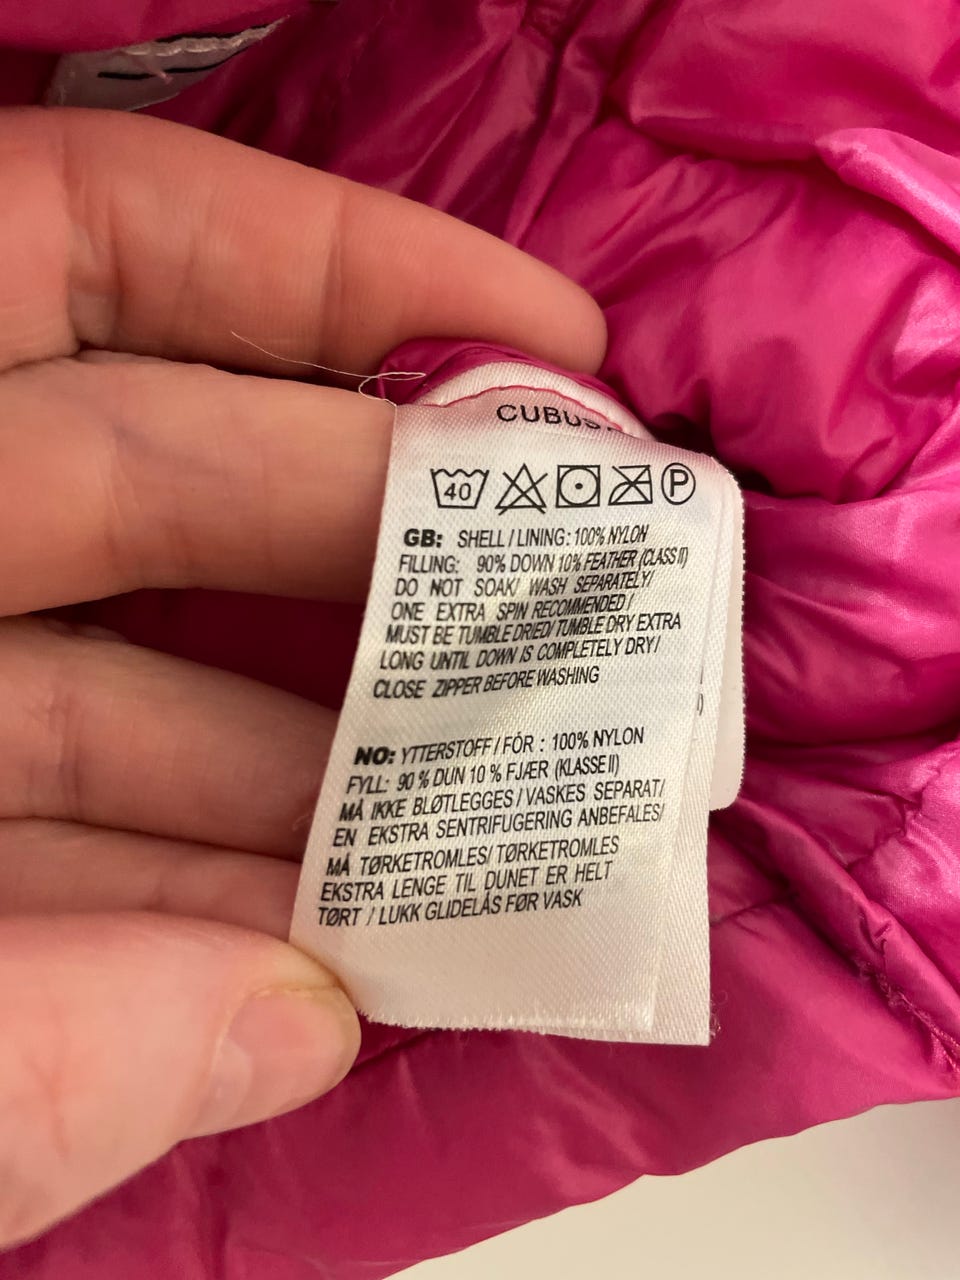 CUBUS
40 P
GB: SHELL / LINING: 100% NYLON
FILLING: 90% DOWN 10% FEATHER (CLASS II)
DO NOT SOAK/ WASH SEPARATELY/
ONE EXTRA SPIN RECOMMENDED /
MUST BE TUMBLE DRIED/ TUMBLE DRY EXTRA
LONG UNTIL DOWN IS COMPLETELY DRY/
CLOSE ZIPPER BEFORE WASHING
NO: YTTERSTOFF / FÓR : 100% NYLON
FYLL: 90 % DUN 10 % FJÆR (KLASSE II)
MÅ IKKE BLØTLEGGES / VASKES SEPARAT/
EN EKSTRA SENTRIFUGERING ANBEFALES/
MÅ TØRKETROMLES/ TØRKETROMLES
EKSTRA LENGE TIL DUNET ER HELT
TØRT / LUKK GLIDELÅS FØR VASK